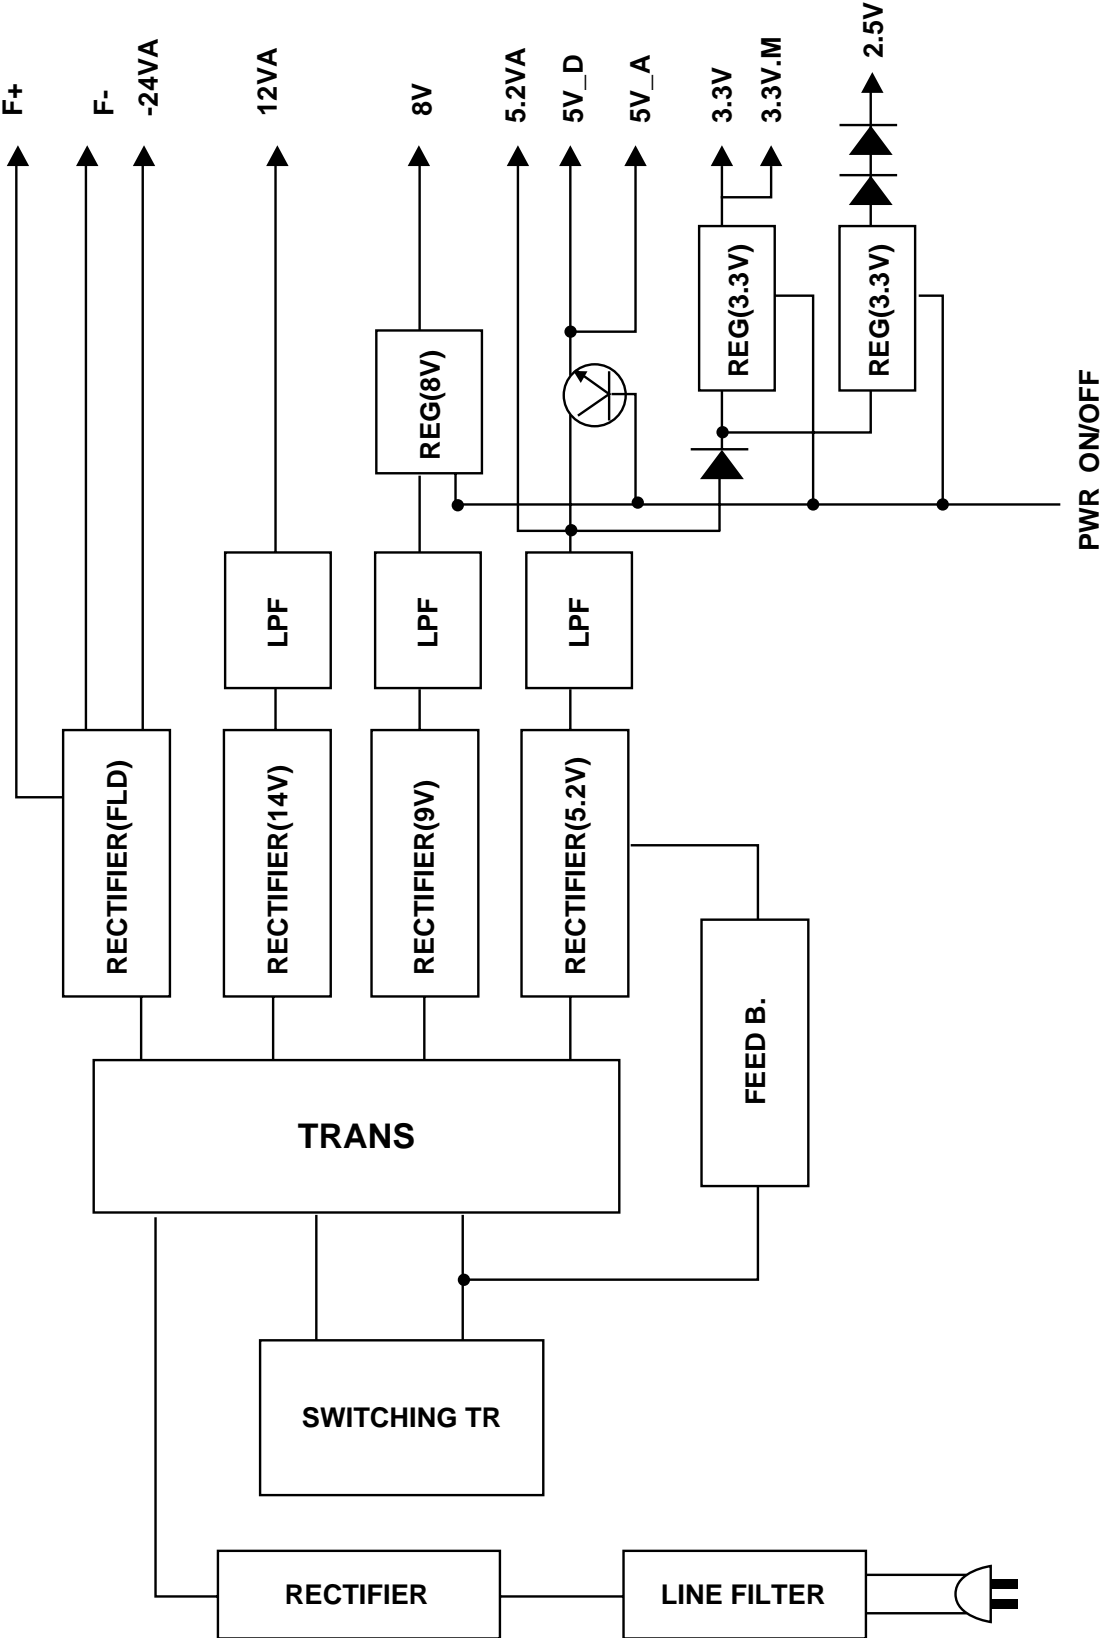 F+
F-
-24VA
12VA
8V
5.2VA
5V_D
5V_A
3.3V
3.3V.M
2.5V
REG(8V)
REG(3.3V)
REG(3.3V)
PWR ON/OFF
LPF
LPF
LPF
RECTIFIER(FLD)
RECTIFIER(14V)
RECTIFIER(9V)
RECTIFIER(5.2V)
FEED B.
TRANS
SWITCHING TR
RECTIFIER
LINE FILTER